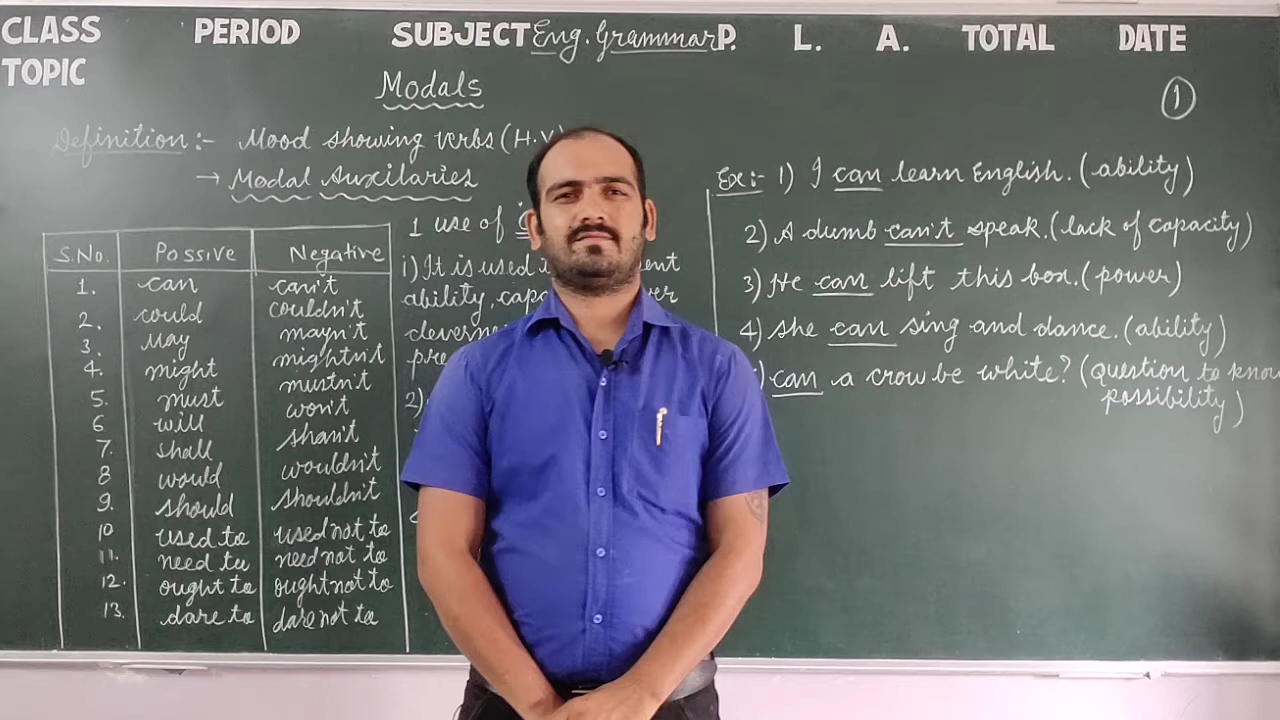 CLASS PERIOD SUBJECT Eng. Grammar P. L. A. TOTAL DATE
TOPIC
Modals
1
Definition :- Mood showing verbs (H.V)
→ Modal Auxilaries
S.No. Possive Negative
1. can can't
2. could couldn't
3. May mayn't
4. might mightn't
5. must mustn't
6 will won't
7. shall shan't
8 would wouldn't
9. should shouldn't
10 used to used not to
11. need to need not to
12. ought to ought not to
13. dare to dare not to
1 use of
i) It is used
ability,
2)
Ex:- 1) I can learn English. (ability)
2) A dumb can't speak. (lack of capacity)
3) He can lift this box. (power)
4) she can sing and dance. (ability)
can a crow be white? (question to know
possibility)